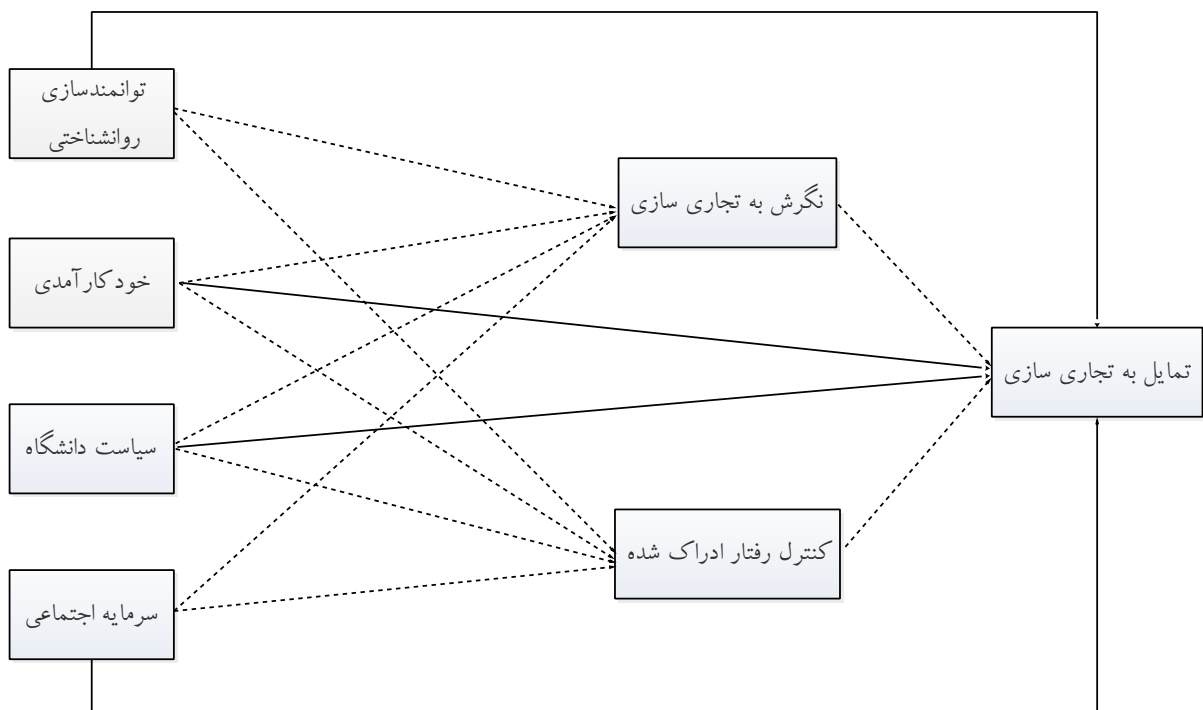 توانمندسازی
روانشناختی
نگرش به تجاری سازی
خودکارآمدی
تمایل به تجاری سازی
سیاست دانشگاه
کنترل رفتار ادراک شده
سرمایه اجتماعی